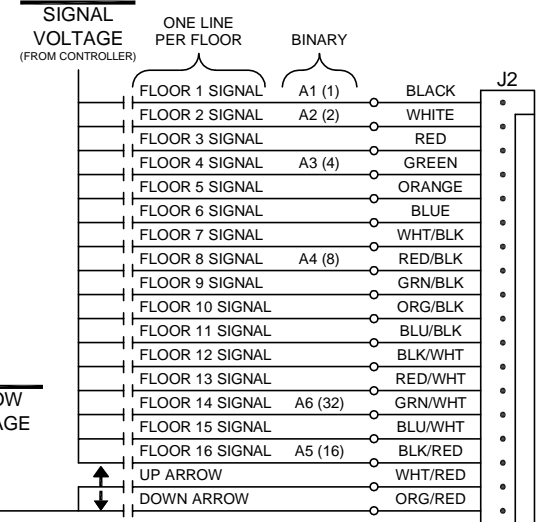 SIGNAL
VOLTAGE
(FROM CONTROLLER)
ONE LINE
PER FLOOR
BINARY
J2
FLOOR 1 SIGNAL A1 (1) BLACK
FLOOR 2 SIGNAL A2 (2) WHITE
FLOOR 3 SIGNAL RED
FLOOR 4 SIGNAL A3 (4) GREEN
FLOOR 5 SIGNAL ORANGE
FLOOR 6 SIGNAL BLUE
FLOOR 7 SIGNAL WHT/BLK
FLOOR 8 SIGNAL A4 (8) RED/BLK
FLOOR 9 SIGNAL GRN/BLK
FLOOR 10 SIGNAL ORG/BLK
FLOOR 11 SIGNAL BLU/BLK
FLOOR 12 SIGNAL BLK/WHT
FLOOR 13 SIGNAL RED/WHT
FLOOR 14 SIGNAL A6 (32) GRN/WHT
FLOOR 15 SIGNAL BLU/WHT
FLOOR 16 SIGNAL A5 (16) BLK/RED
UP ARROW WHT/RED
DOWN ARROW ORG/RED